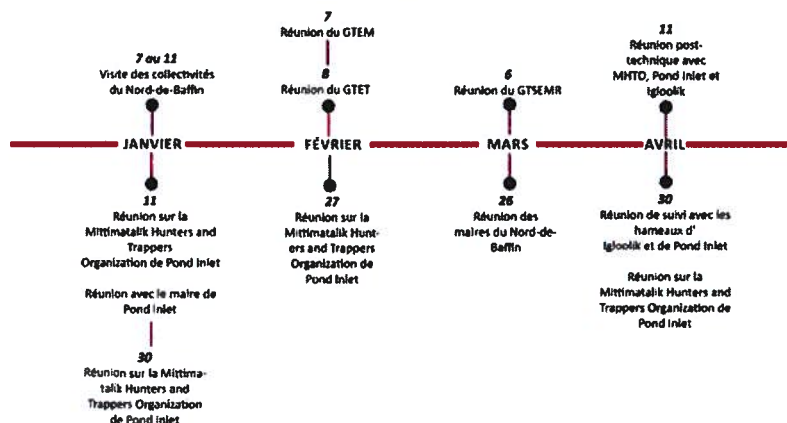 7 au 11
Visite des collectivités
du Nord-de-Baffin
7
Réunion du GTEM
8
Réunion du GTET
6
Réunion du GTSEMR
11
Réunion post-
technique avec
MHTO, Pond Inlet et
Igloolik
JANVIER
FÉVRIER
MARS
AVRIL
11
Réunion sur la
Mittimatalik Hunters and
Trappers
Organization de Pond Inlet
Réunion avec le maire de
Pond Inlet
30
Réunion sur la Mittima-
talik Hunters and
Trappers Organization
de Pond Inlet
27
Réunion sur la
Mittimatalik Hunt-
ers and Trappers
Organization de
Pond Inlet
26
Réunion des
maires du Nord-de-
Baffin
30
Réunion de suivi avec les
hameaux d'
Igloolik et de Pond Inlet
Réunion sur la
Mittimatalik Hunters and
Trappers Organization de
Pond Inlet